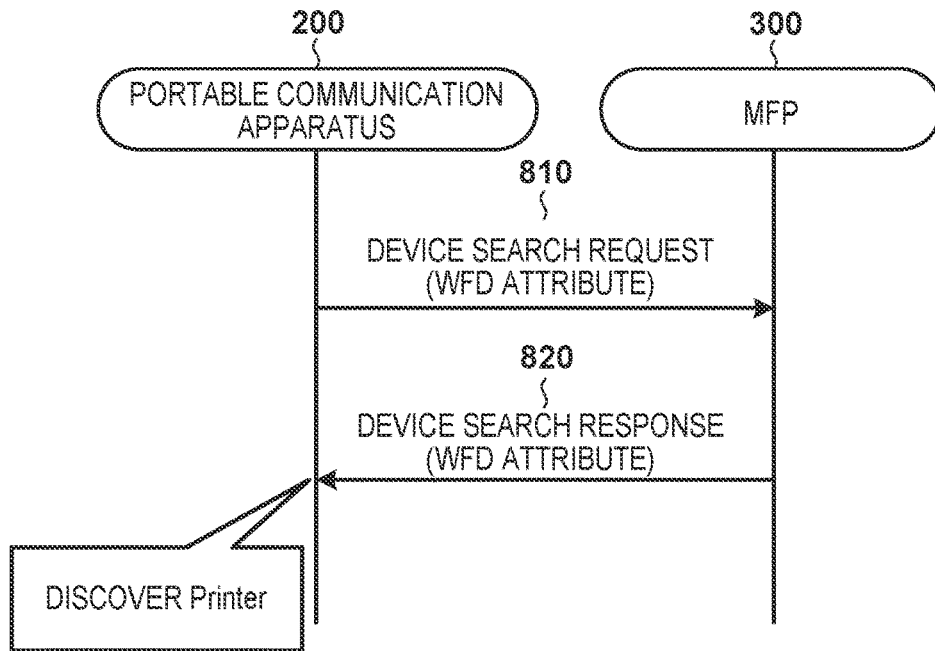 200
300
PORTABLE COMMUNICATION
APPARATUS
MFP
810
DEVICE SEARCH REQUEST
(WFD ATTRIBUTE)
820
DEVICE SEARCH RESPONSE
(WFD ATTRIBUTE)
DISCOVER Printer